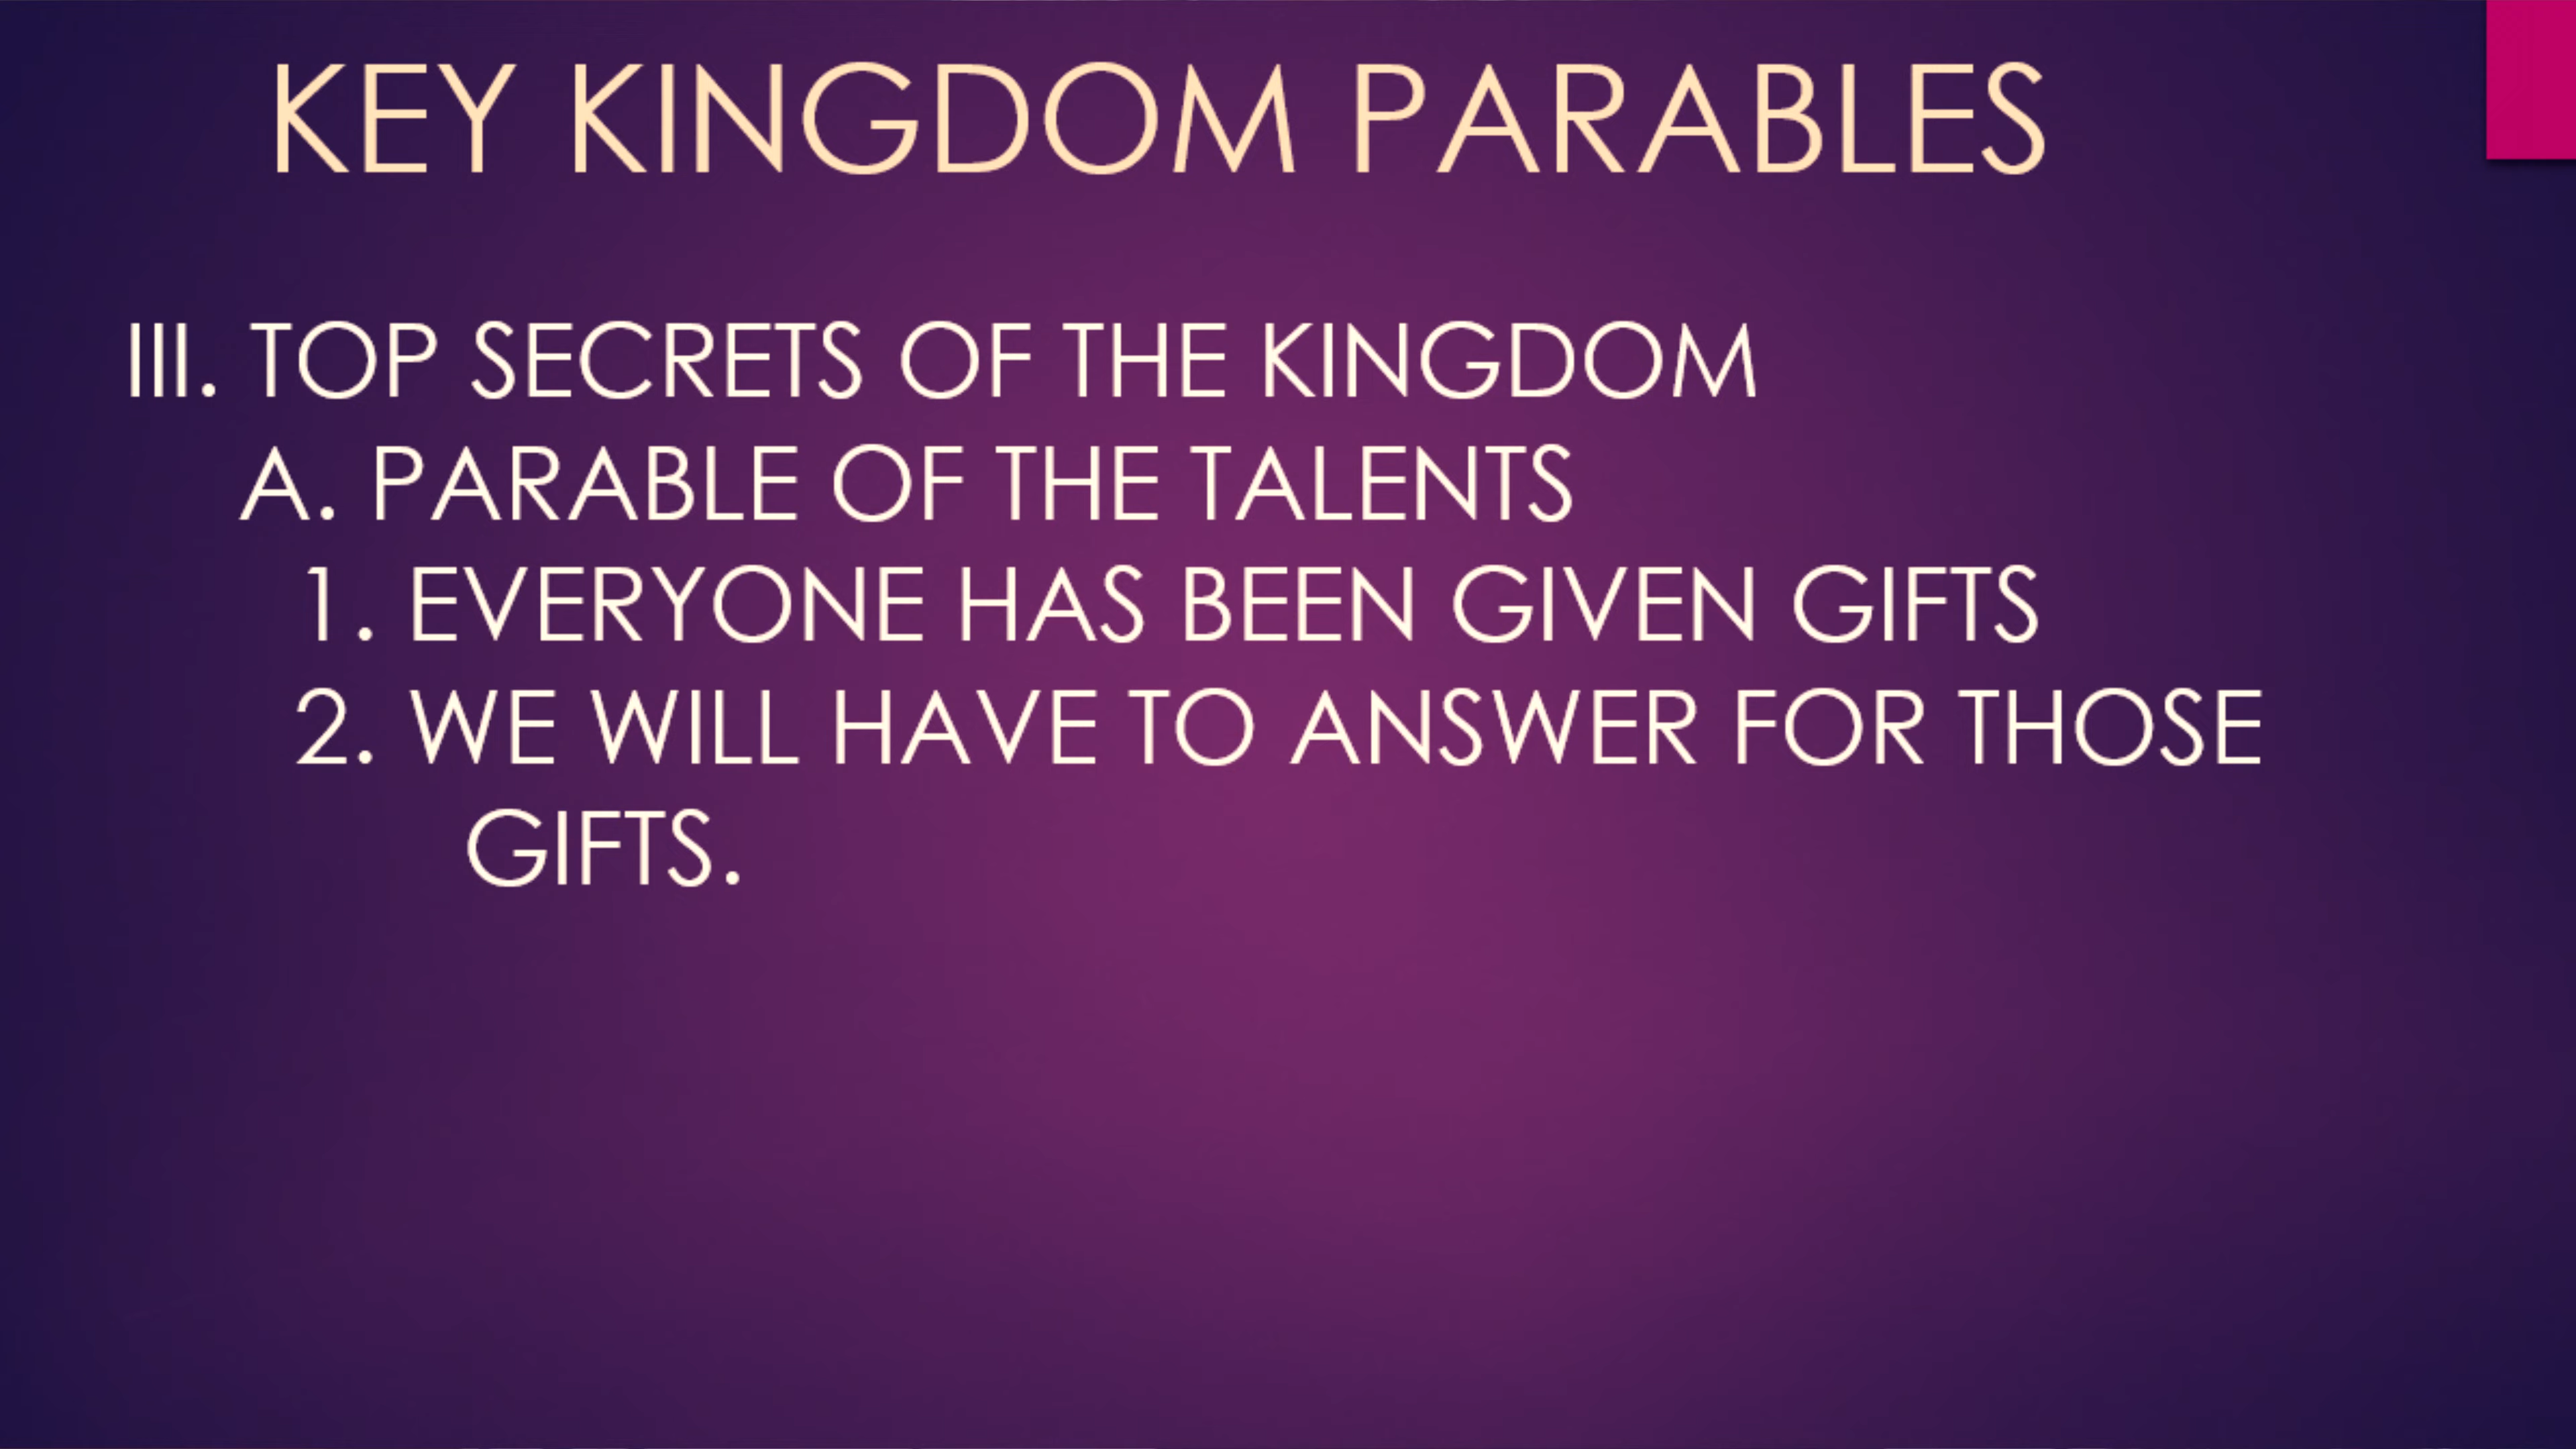 KEY KINGDOM PARABLES
III. TOP SECRETS OF THE KINGDOM
A. PARABLE OF THE TALENTS
1. EVERYONE HAS BEEN GIVEN GIFTS
2. WE WILL HAVE TO ANSWER FOR THOSE
GIFTS.